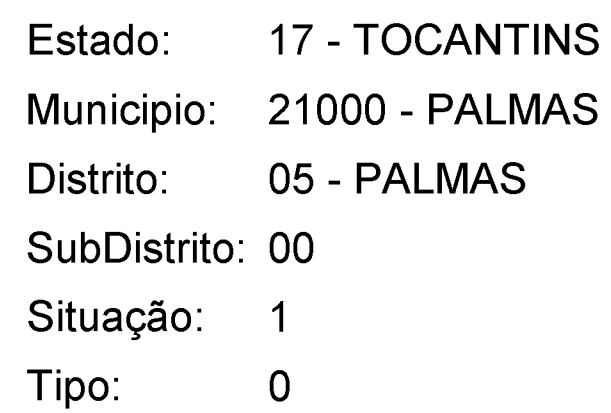 Estado: 17 - TOCANTINS
Municipio: 21000 - PALMAS
Distrito: 05 - PALMAS
SubDistrito: 00
Situação: 1
Tipo: 0